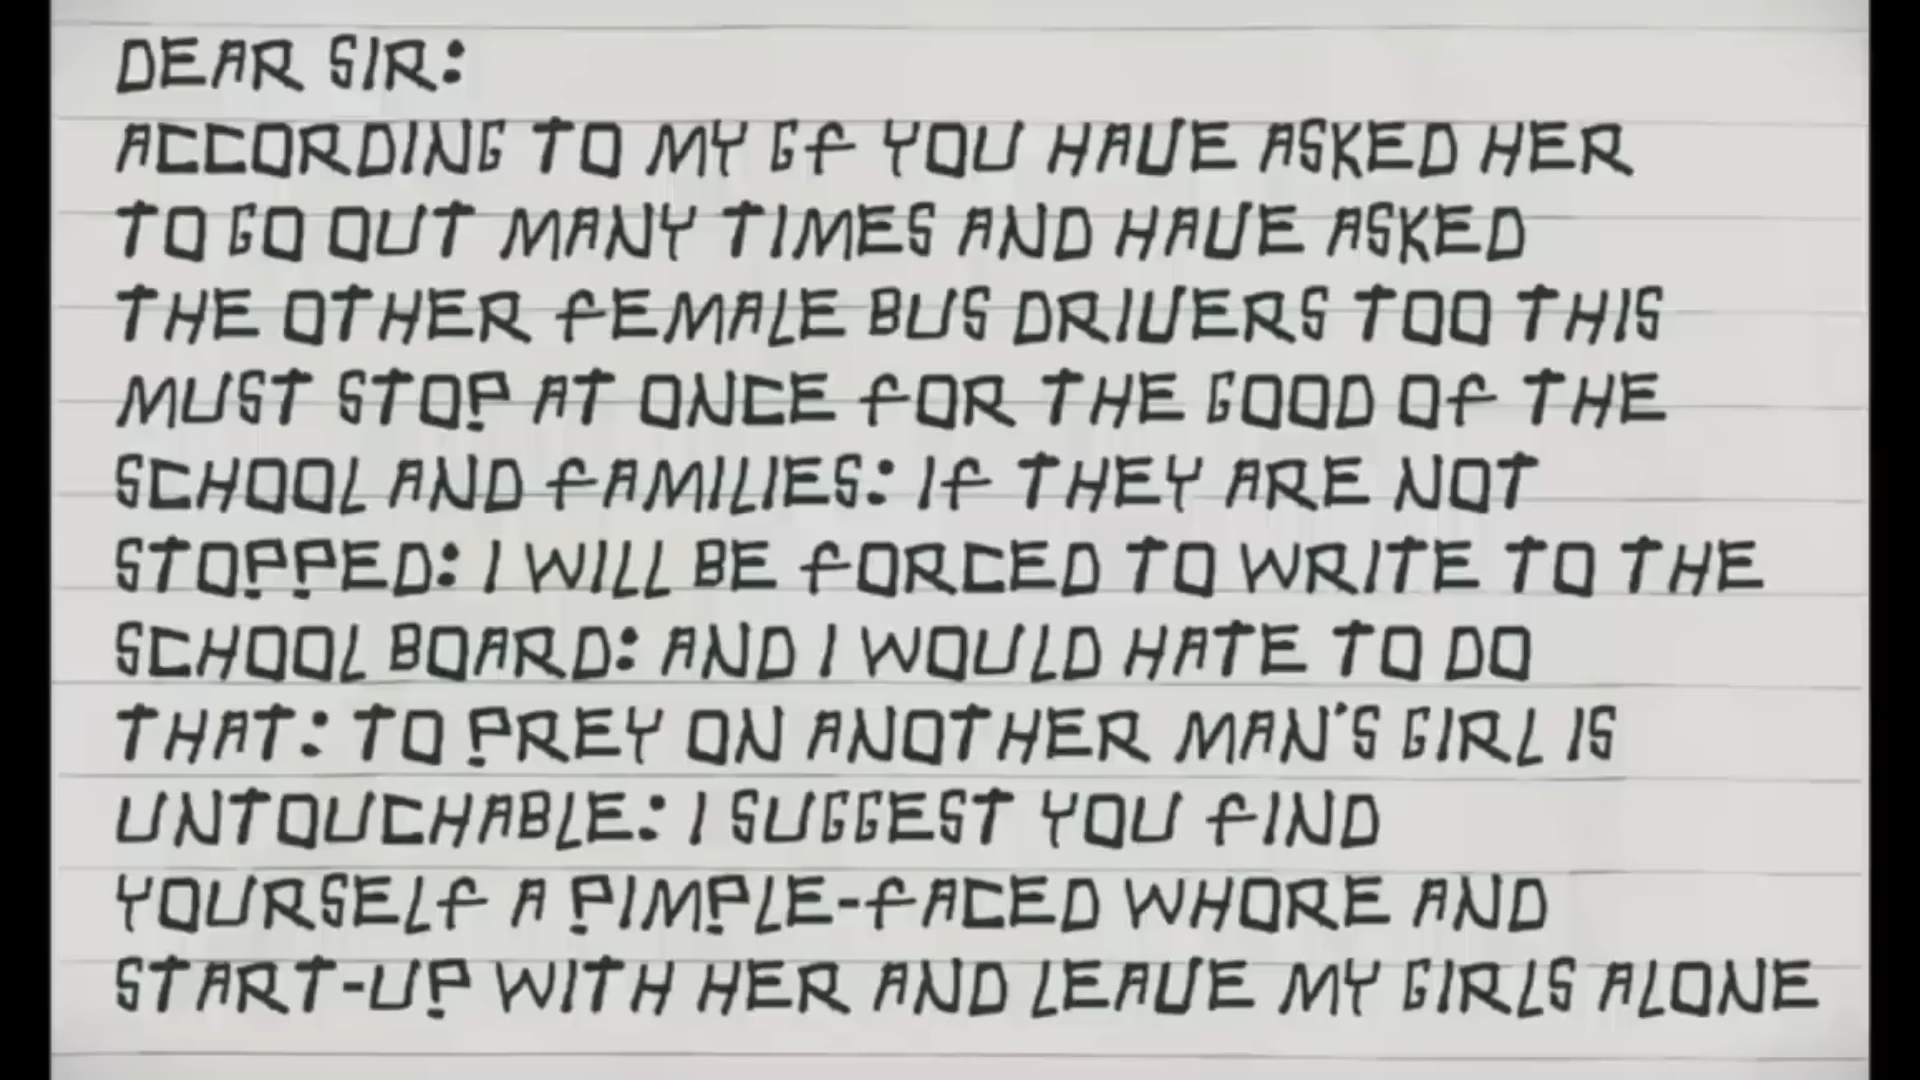 DEAR SIR:
ACCORDING TO MY GF YOU HAVE ASKED HER
TO GO OUT MANY TIMES AND HAVE ASKED
THE OTHER FEMALE BUS DRIVERS TOO THIS
MUST STOP AT ONCE FOR THE GOOD OF THE
SCHOOL AND FAMILIES: IF THEY ARE NOT
STOPPED: I WILL BE FORCED TO WRITE TO THE
SCHOOL BOARD: AND I WOULD HATE TO DO
THAT: TO PREY ON ANOTHER MAN'S GIRL IS
UNTOUCHABLE: I SUGGEST YOU FIND
YOURSELF A PIMPLE-FACED WHORE AND
START-UP WITH HER AND LEAVE MY GIRLS ALONE